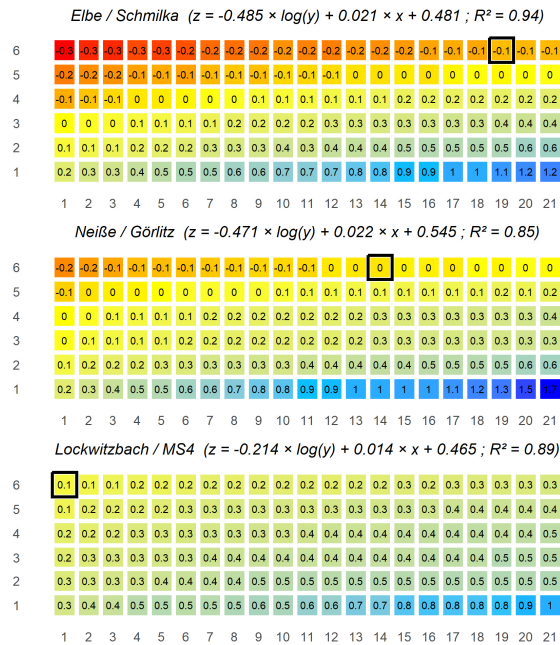 Elbe / Schmilka (z = -0.485 × log(y) + 0.021 × x + 0.481 ; R² = 0.94)
6 -0.3 -0.3 -0.3 -0.3 -0.2 -0.2 -0.2 -0.2 -0.2 -0.2 -0.2 -0.2 -0.2 -0.2 -0.2 -0.1 -0.1 -0.1 -0.1 -0.1 -0.1
5 -0.2 -0.2 -0.2 -0.1 -0.1 -0.1 -0.1 -0.1 -0.1 -0.1 -0.1 -0.1 0 0 0 0 0 0 0 0 0
4 -0.1 -0.1 -0.1 0 0 0 0 0 0.1 0.1 0.1 0.1 0.1 0.1 0.2 0.2 0.2 0.2 0.2 0.2 0.2
3 0 0 0 0.1 0.1 0.1 0.1 0.2 0.2 0.2 0.2 0.3 0.3 0.3 0.3 0.3 0.3 0.3 0.4 0.4 0.4
2 0.1 0.1 0.1 0.2 0.2 0.2 0.2 0.3 0.3 0.4 0.3 0.4 0.4 0.4 0.5 0.5 0.5 0.5 0.5 0.6 0.6
1 0.2 0.3 0.3 0.4 0.5 0.5 0.5 0.6 0.6 0.7 0.7 0.7 0.8 0.8 0.9 0.9 1 1 1.1 1.2 1.2
1 2 3 4 5 6 7 8 9 10 11 12 13 14 15 16 17 18 19 20 21
Neiße / Görlitz (z = -0.471 × log(y) + 0.022 × x + 0.545 ; R² = 0.85)
6 -0.2 -0.2 -0.1 -0.1 -0.1 -0.1 -0.1 -0.1 -0.1 -0.1 -0.1 0 0 0 0 0 0 0 0 0 0
5 -0.1 0 0 0 0 0 0 0 0 0.1 0.1 0.1 0.1 0.1 0.1 0.1 0.1 0.1 0.2 0.1 0.2
4 0 0 0.1 0.1 0.1 0.1 0.2 0.2 0.2 0.2 0.2 0.2 0.2 0.3 0.3 0.3 0.3 0.3 0.3 0.3 0.4
3 0 0.1 0.1 0.1 0.1 0.2 0.2 0.2 0.2 0.2 0.2 0.2 0.2 0.3 0.3 0.3 0.3 0.3 0.3 0.3 0.3
2 0.1 0.2 0.2 0.2 0.3 0.3 0.3 0.3 0.3 0.3 0.4 0.4 0.4 0.4 0.4 0.5 0.5 0.5 0.5 0.6 0.6
1 0.2 0.3 0.4 0.5 0.5 0.6 0.6 0.7 0.8 0.8 0.9 0.9 1 1 1 1 1.1 1.2 1.3 1.5 1.7
1 2 3 4 5 6 7 8 9 10 11 12 13 14 15 16 17 18 19 20 21
Lockwitzbach / MS4 (z = -0.214 × log(y) + 0.014 × x + 0.465 ; R² = 0.89)
6 0.1 0.1 0.1 0.2 0.2 0.2 0.2 0.2 0.2 0.2 0.2 0.2 0.2 0.2 0.3 0.2 0.3 0.3 0.3 0.3 0.3
5 0.1 0.2 0.2 0.2 0.2 0.2 0.3 0.3 0.3 0.3 0.3 0.3 0.3 0.3 0.3 0.3 0.4 0.4 0.4 0.4 0.4
4 0.2 0.2 0.2 0.3 0.3 0.3 0.3 0.3 0.3 0.3 0.3 0.4 0.4 0.4 0.4 0.4 0.4 0.4 0.4 0.4 0.5
3 0.2 0.3 0.3 0.3 0.3 0.3 0.4 0.4 0.4 0.4 0.4 0.4 0.4 0.4 0.4 0.4 0.4 0.4 0.5 0.5 0.5
2 0.3 0.3 0.3 0.3 0.4 0.4 0.4 0.4 0.5 0.5 0.5 0.5 0.5 0.5 0.5 0.5 0.5 0.5 0.5 0.5 0.5
1 0.3 0.4 0.4 0.5 0.5 0.5 0.5 0.5 0.6 0.5 0.6 0.6 0.7 0.7 0.8 0.8 0.8 0.8 0.8 0.9 1
1 2 3 4 5 6 7 8 9 10 11 12 13 14 15 16 17 18 19 20 21